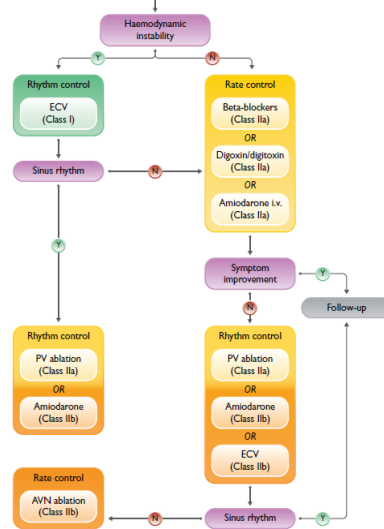 Haemodynamic
instability
Y
N
Rhythm control
ECV
(Class I)
Rate control
Beta-blockers
(Class IIa)
OR
Digoxin/digitoxin
(Class IIa)
OR
Amiodarone i.v.
(Class IIa)
Sinus rhythm
N
Y
Symptom
improvement
Y
N
Follow-up
Rhythm control
PV ablation
(Class IIa)
OR
Amiodarone
(Class IIb)
Rhythm control
PV ablation
(Class IIa)
OR
Amiodarone
(Class IIb)
OR
ECV
(Class IIb)
Rate control
AVN ablation
(Class IIb)
N
Sinus rhythm
Y